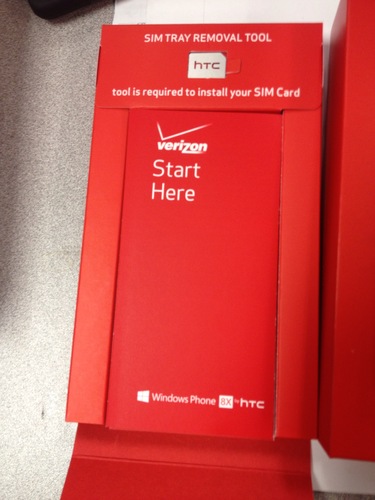 SIM TRAY REMOVAL TOOL
hTC
tool is required to install your SIM Card
verizon
Start
Here
Windows Phone 8X by hTC